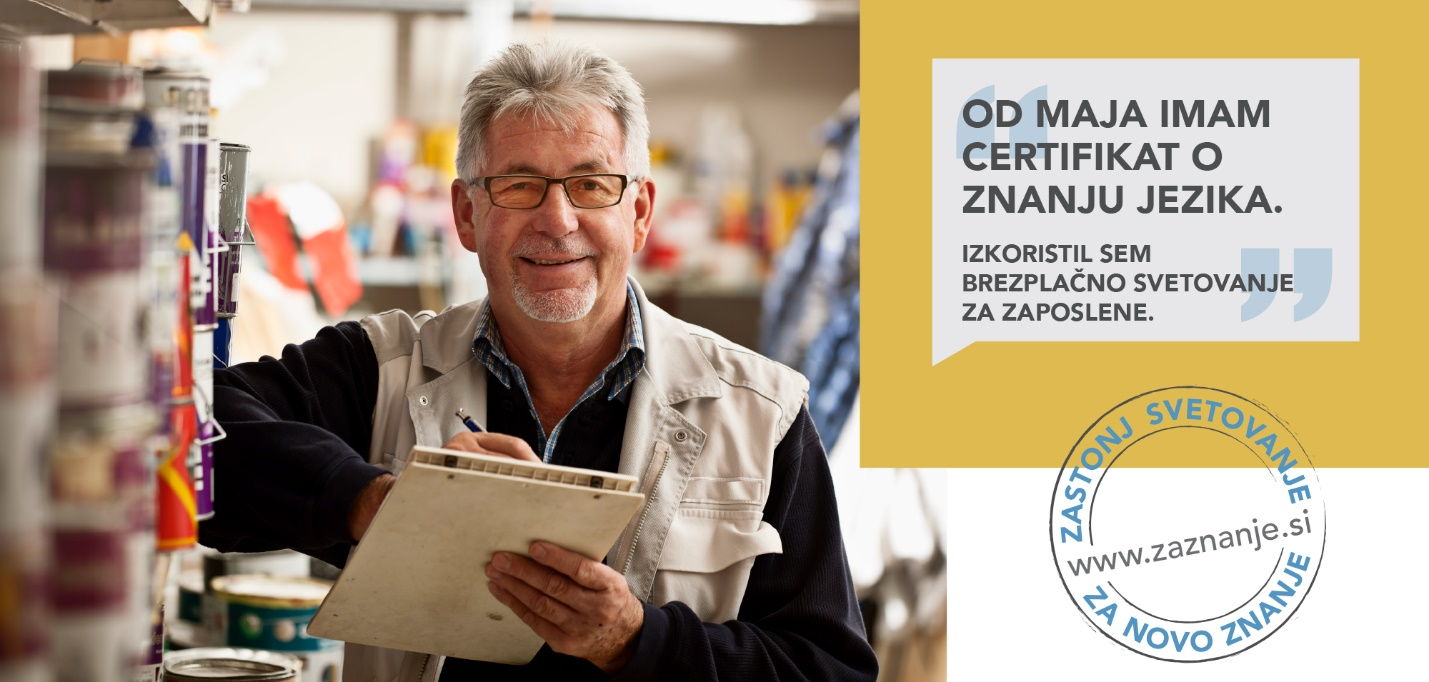 OD MAJA IMAM
CERTIFIKAT O
ZNANJU JEZIKA.
IZKORISTIL SEM
BREZPLAČNO SVETOVANJE
ZA ZAPOSLENE.
ZASTONJ SVETOVANJE
www.zaznanje.si
ZA NOVO ZNANJE